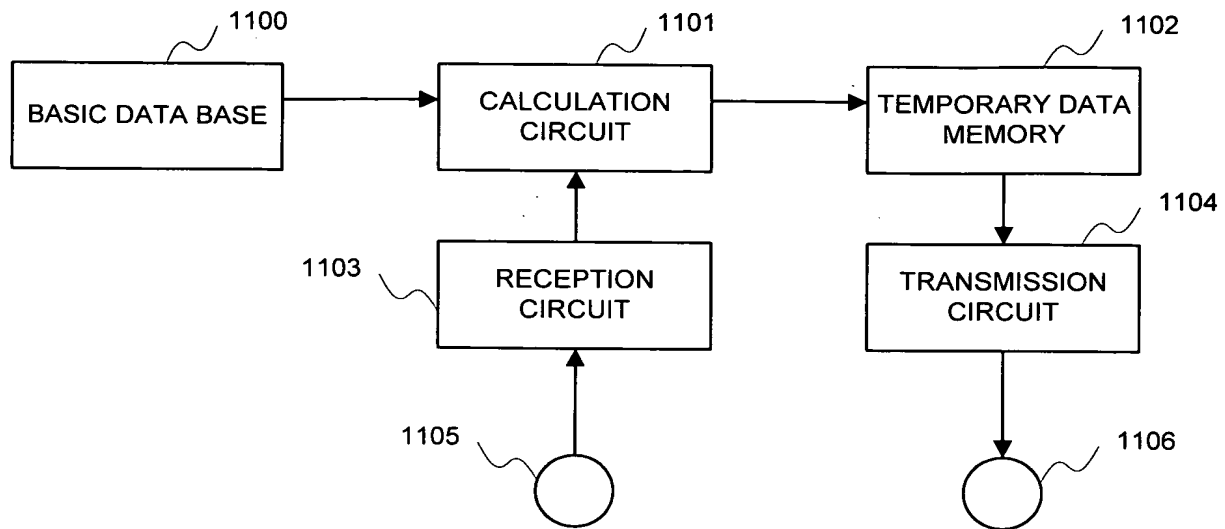 1100
1101
1102
BASIC DATA BASE
CALCULATION
CIRCUIT
TEMPORARY DATA
MEMORY
1103
RECEPTION
CIRCUIT
1104
TRANSMISSION
CIRCUIT
1105
1106